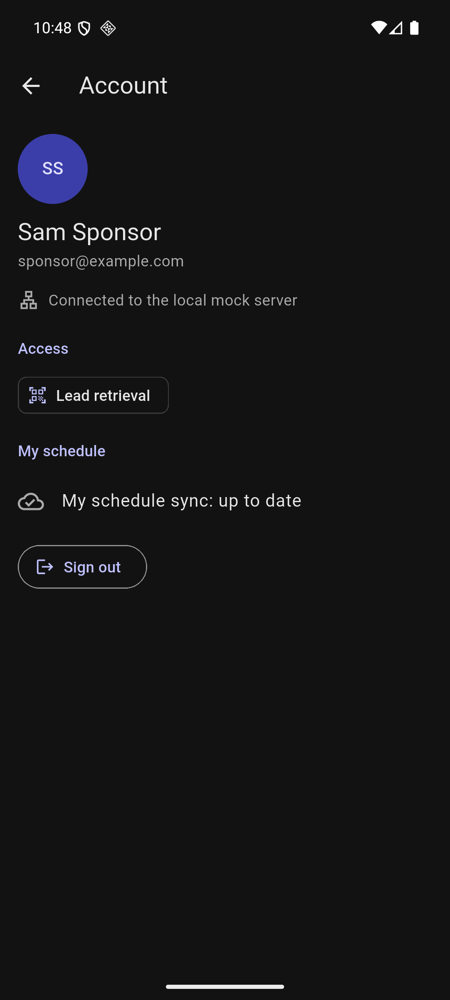 10:48
Account
SS
Sam Sponsor
sponsor@example.com
Connected to the local mock server
Access
Lead retrieval
My schedule
My schedule sync: up to date
Sign out